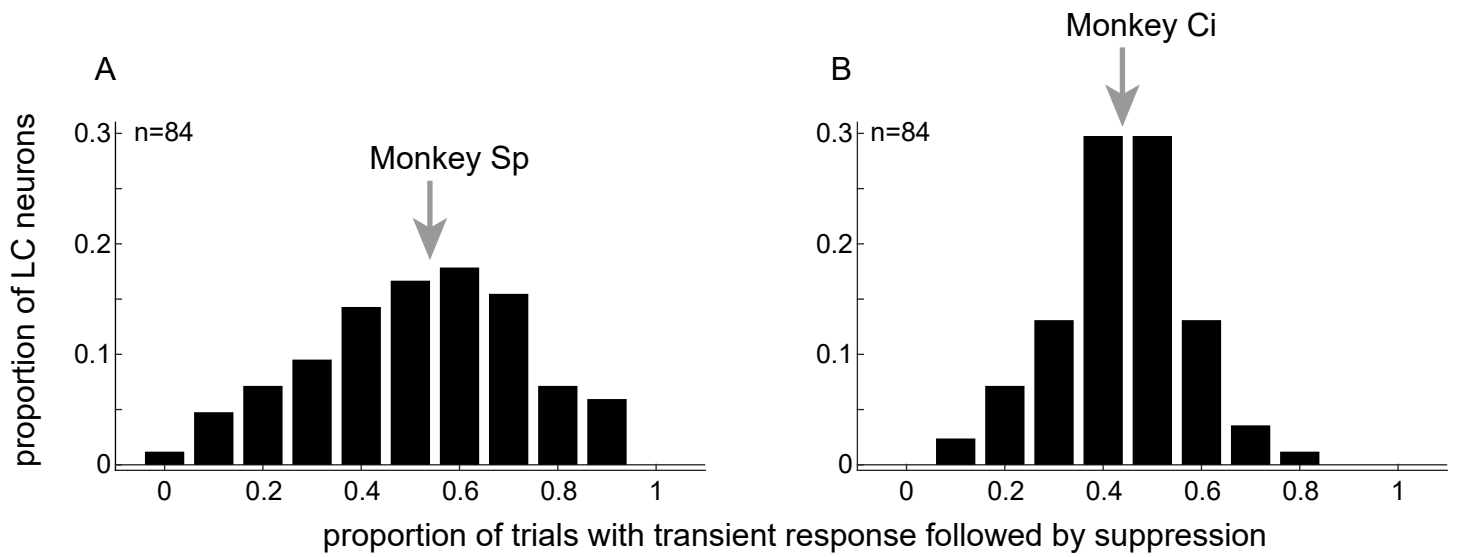 Monkey Ci
A
B
proportion of LC neurons
0.3
n=84
Monkey Sp
0.2
0.1
0
0
0.2
0.4
0.6
0.8
1
0.3
n=84
0.2
0.1
0
0
0.2
0.4
0.6
0.8
1
proportion of trials with transient response followed by suppression